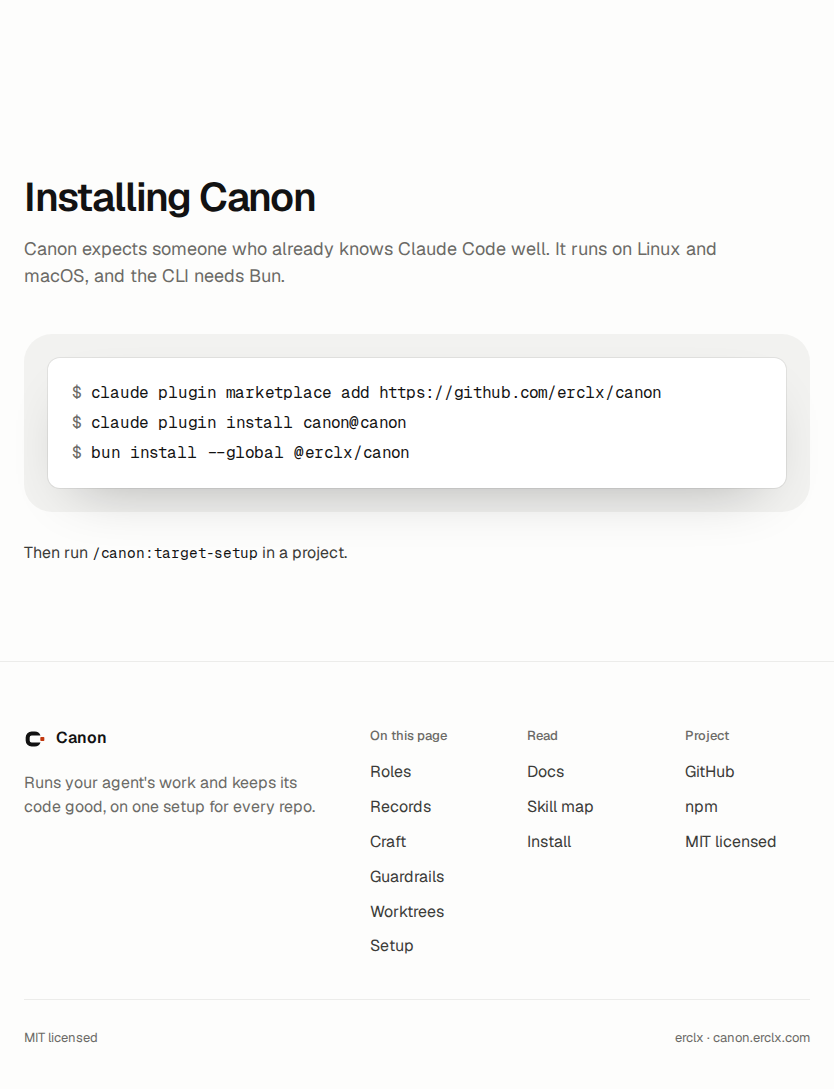 Installing Canon
Canon expects someone who already knows Claude Code well. It runs on Linux and
macOS, and the CLI needs Bun.
$ claude plugin marketplace add https://github.com/erclx/canon
$ claude plugin install canon@canon
$ bun install --global @erclx/canon
Then run /canon:target-setup in a project.
Canon
Runs your agent's work and keeps its
code good, on one setup for every repo.
On this page
Roles
Records
Craft
Guardrails
Worktrees
Setup
Read
Docs
Skill map
Install
Project
GitHub
npm
MIT licensed
MIT licensed
erclx · canon.erclx.com